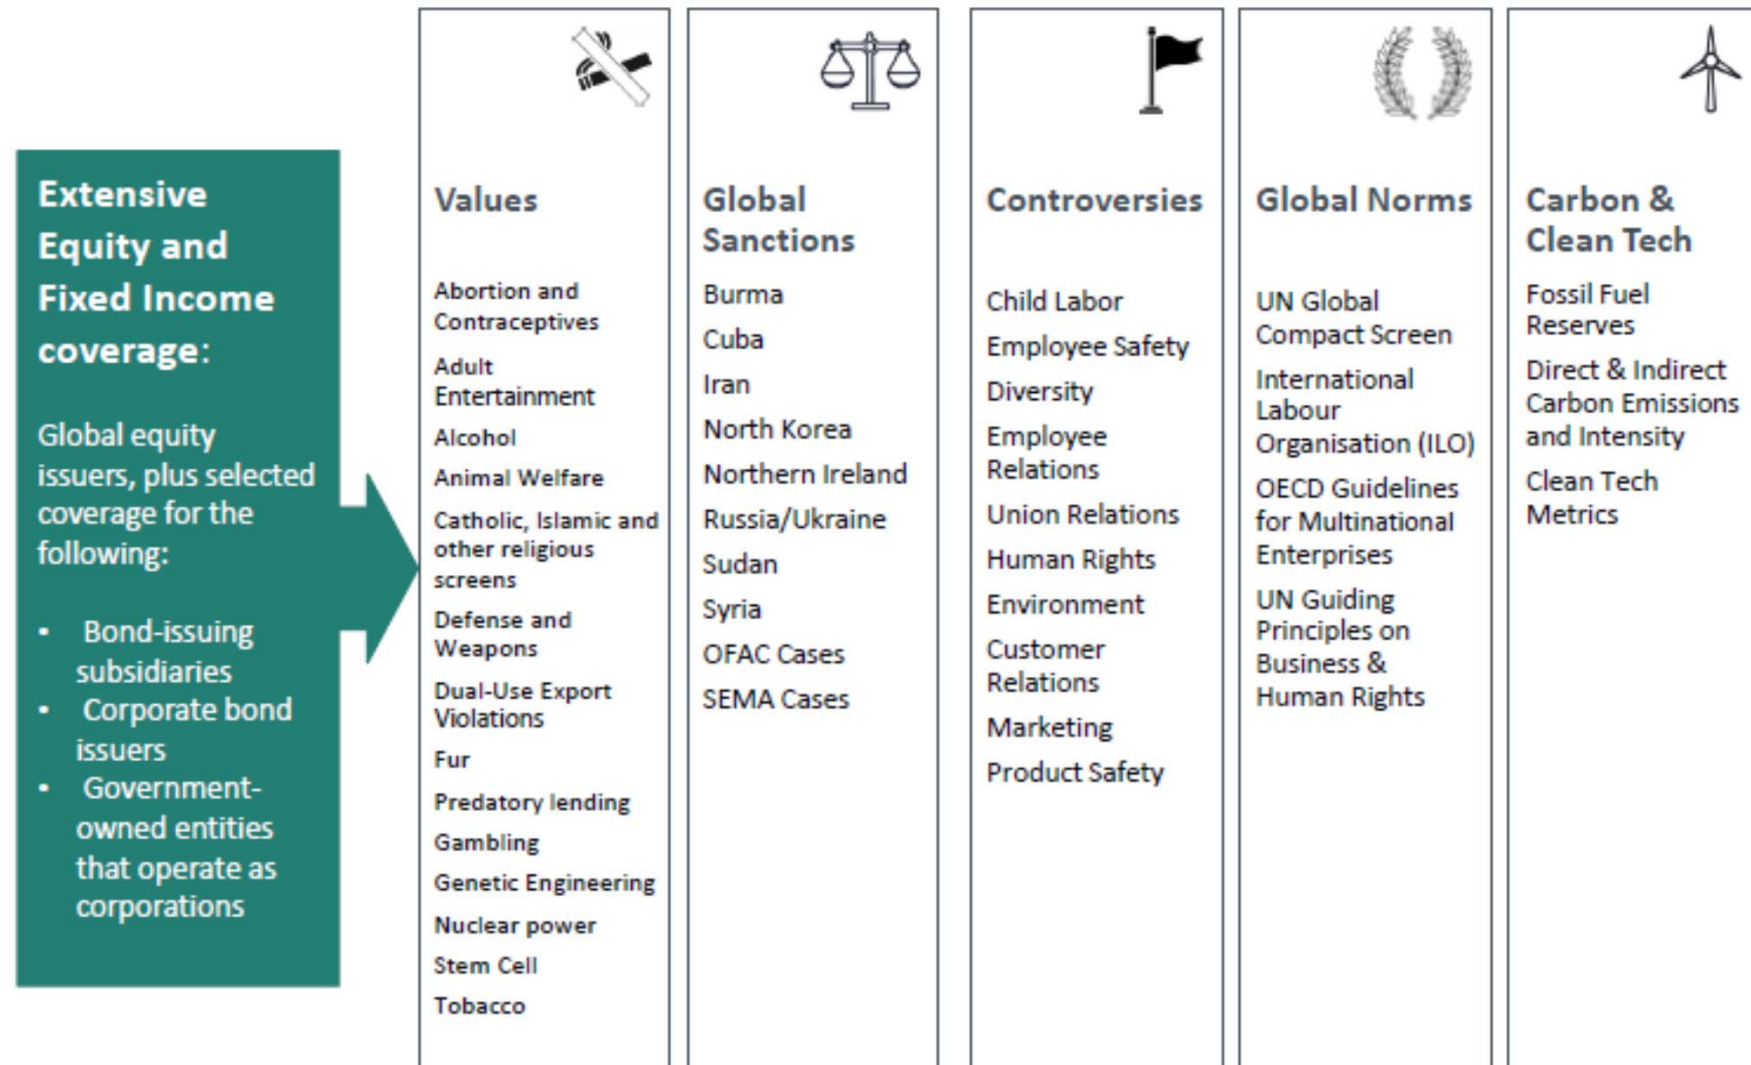 Extensive
Equity and
Fixed Income
coverage:
Global equity
issuers, plus selected
coverage for the
following:
• Bond-issuing
subsidiaries
• Corporate bond
issuers
• Government-
owned entities
that operate as
corporations
Values
Abortion and
Contraceptives
Adult
Entertainment
Alcohol
Animal Welfare
Catholic, Islamic and
other religious
screens
Defense and
Weapons
Dual-Use Export
Violations
Fur
Predatory lending
Gambling
Genetic Engineering
Nuclear power
Stem Cell
Tobacco
Global
Sanctions
Burma
Cuba
Iran
North Korea
Northern Ireland
Russia/Ukraine
Sudan
Syria
OFAC Cases
SEMA Cases
Controversies
Child Labor
Employee Safety
Diversity
Employee
Relations
Union Relations
Human Rights
Environment
Customer
Relations
Marketing
Product Safety
Global Norms
UN Global
Compact Screen
International
Labour
Organisation (ILO)
OECD Guidelines
for Multinational
Enterprises
UN Guiding
Principles on
Business &
Human Rights
Carbon &
Clean Tech
Fossil Fuel
Reserves
Direct & Indirect
Carbon Emissions
and Intensity
Clean Tech
Metrics